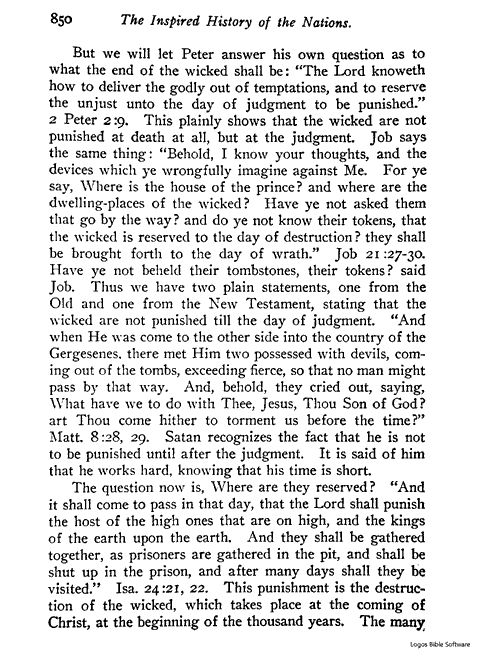 850 The Inspired History of the Nations.
But we will let Peter answer his own question as to
what the end of the wicked shall be: "The Lord knoweth
how to deliver the godly out of temptations, and to reserve
the unjust unto the day of judgment to be punished."
2 Peter 2:9. This plainly shows that the wicked are not
punished at death at all, but at the judgment. Job says
the same thing: "Behold, I know your thoughts, and the
devices which ye wrongfully imagine against Me. For ye
say, Where is the house of the prince? and where are the
dwelling-places of the wicked? Have ye not asked them
that go by the way? and do ye not know their tokens, that
the wicked is reserved to the day of destruction? they shall
be brought forth to the day of wrath." Job 21:27-30.
Have ye not beheld their tombstones, their tokens? said
Job. Thus we have two plain statements, one from the
Old and one from the New Testament, stating that the
wicked are not punished till the day of judgment. "And
when He was come to the other side into the country of the
Gergesenes, there met Him two possessed with devils, com-
ing out of the tombs, exceeding fierce, so that no man might
pass by that way. And, behold, they cried out, saying,
What have we to do with Thee, Jesus, Thou Son of God?
art Thou come hither to torment us before the time?"
Matt. 8:28, 29. Satan recognizes the fact that he is not
to be punished until after the judgment. It is said of him
that he works hard, knowing that his time is short.
The question now is, Where are they reserved? "And
it shall come to pass in that day, that the Lord shall punish
the host of the high ones that are on high, and the kings
of the earth upon the earth. And they shall be gathered
together, as prisoners are gathered in the pit, and shall be
shut up in the prison, and after many days shall they be
visited." Isa. 24:21, 22. This punishment is the destruc-
tion of the wicked, which takes place at the coming of
Christ, at the beginning of the thousand years. The many
Logos Bible Software